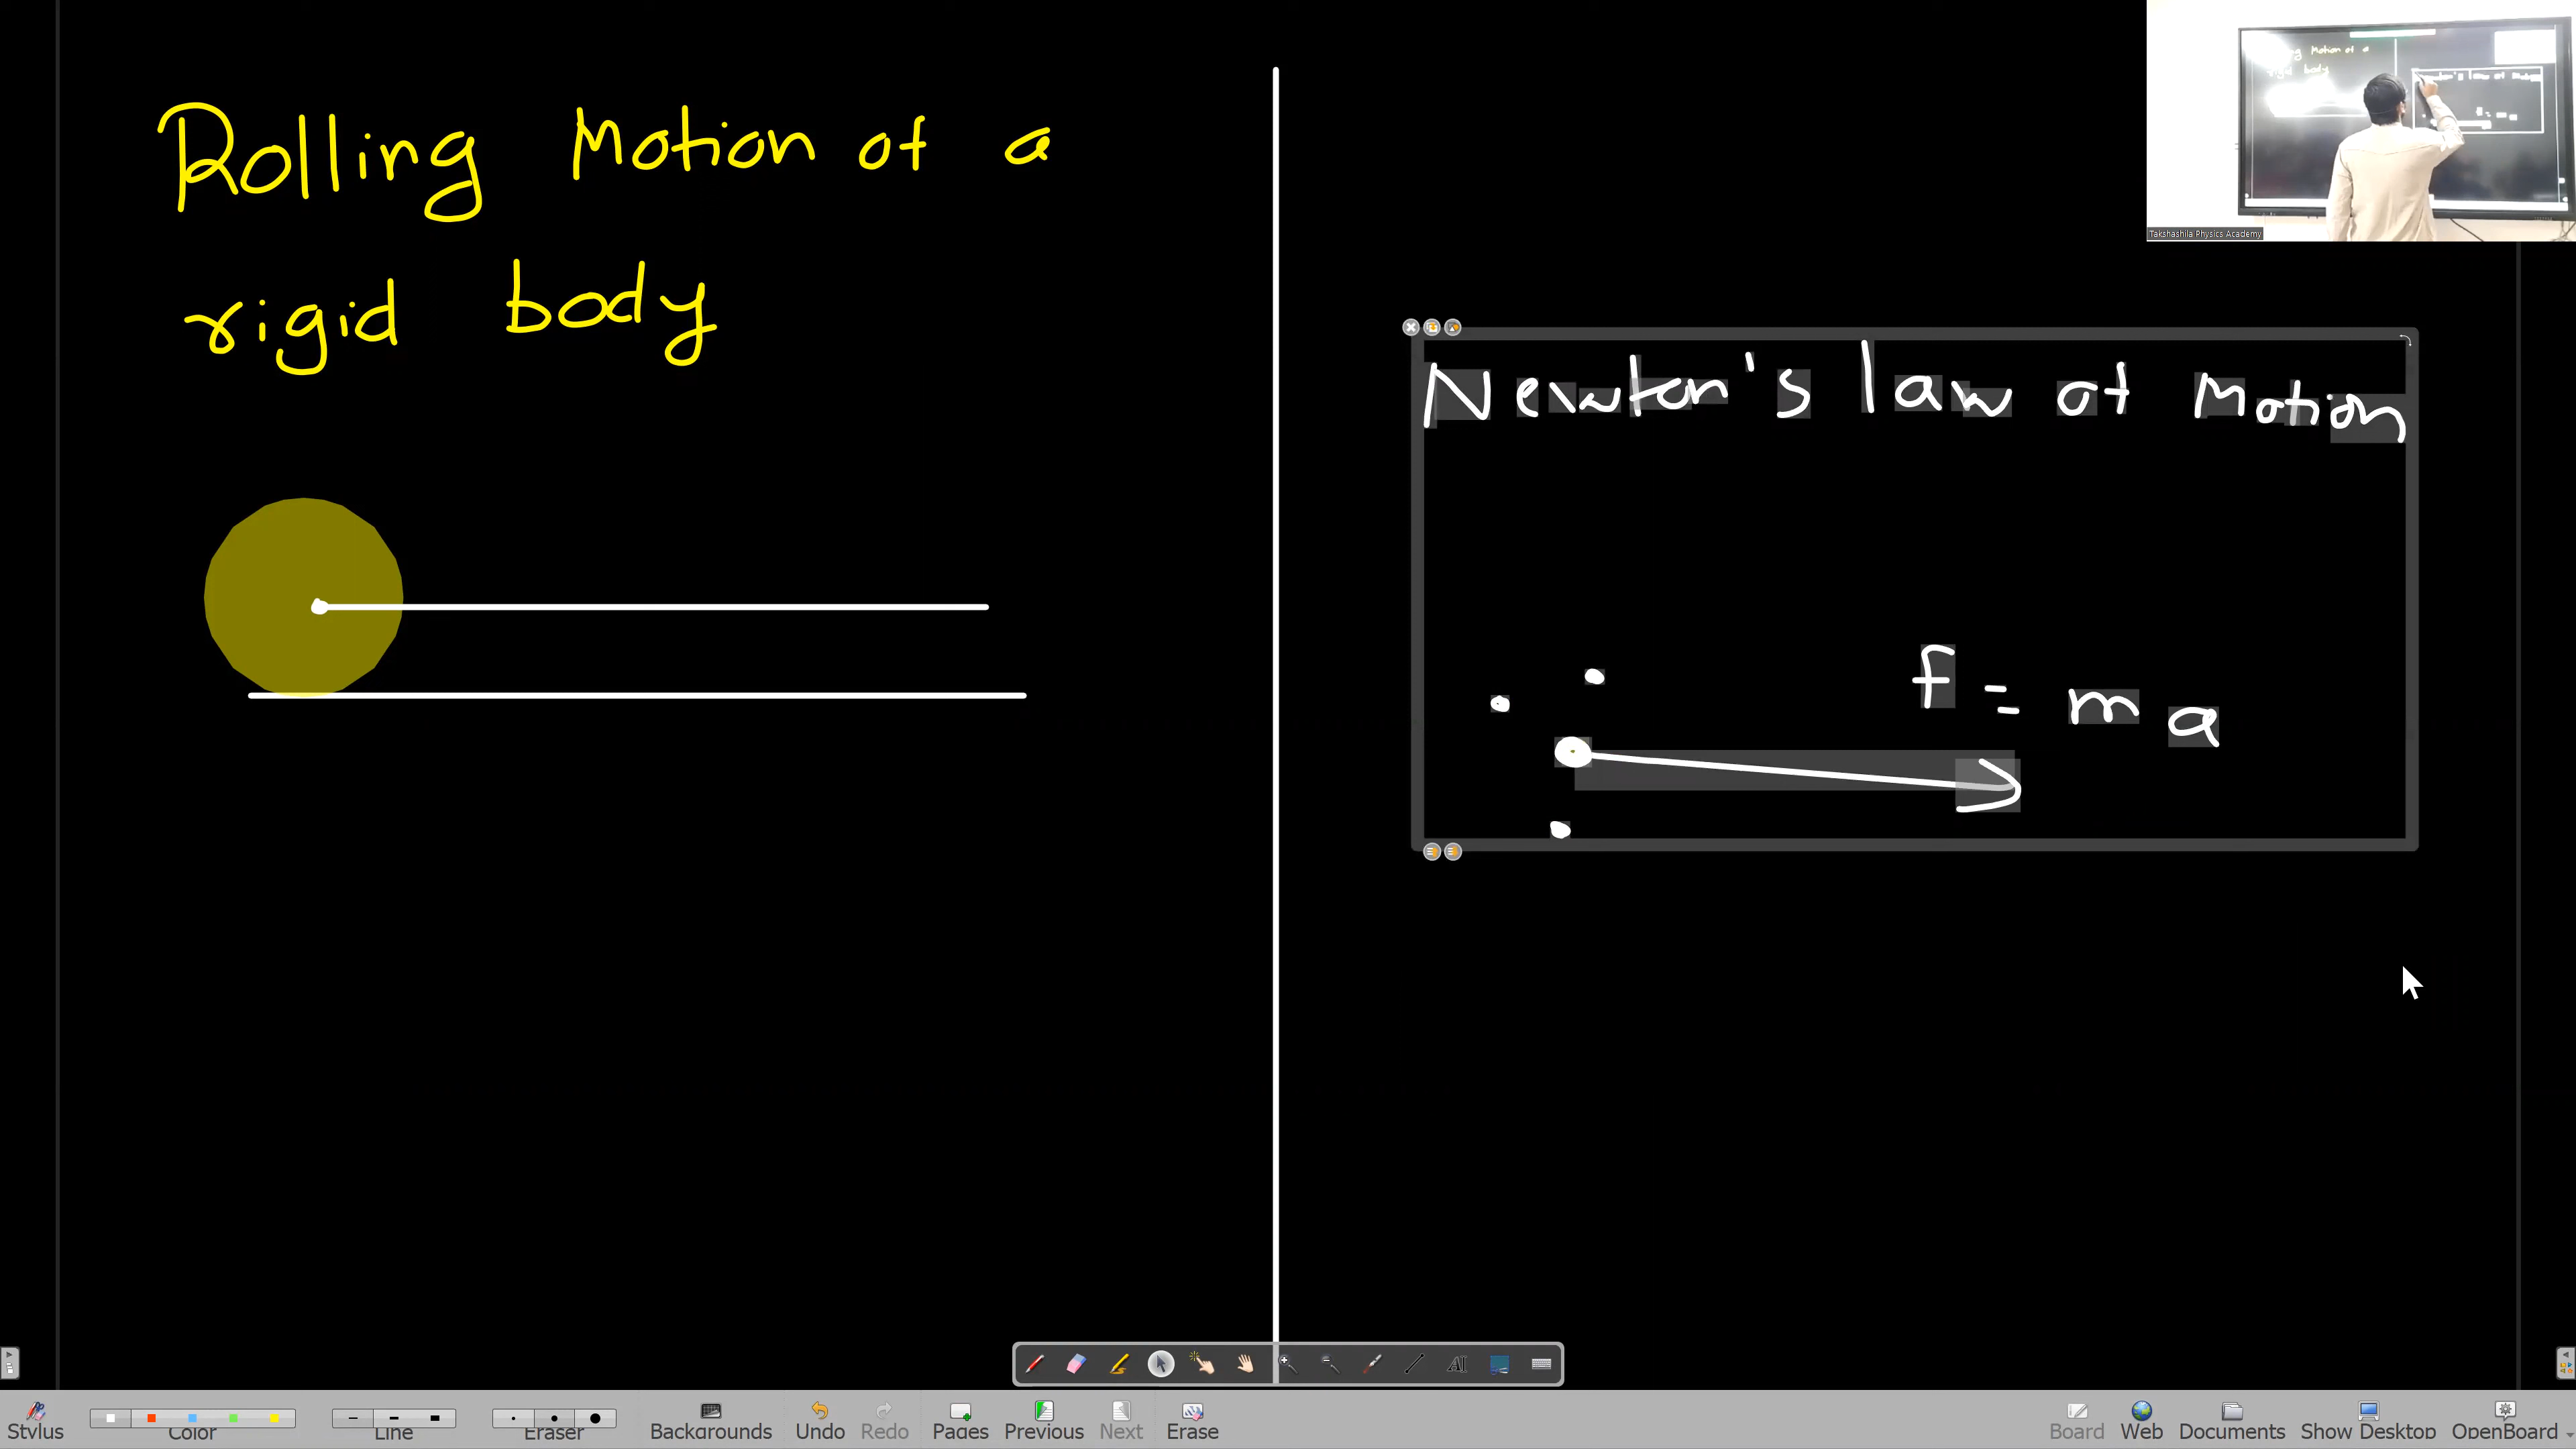 Rolling Motion of a
rigid body
Newton's law of Motion
f = m a
Takshashila Physics Academy
Stylus
Color
Line
Eraser
Backgrounds
Undo
Redo
Pages
Previous
Next
Erase
Board
Web
Documents
Show Desktop
OpenBoard